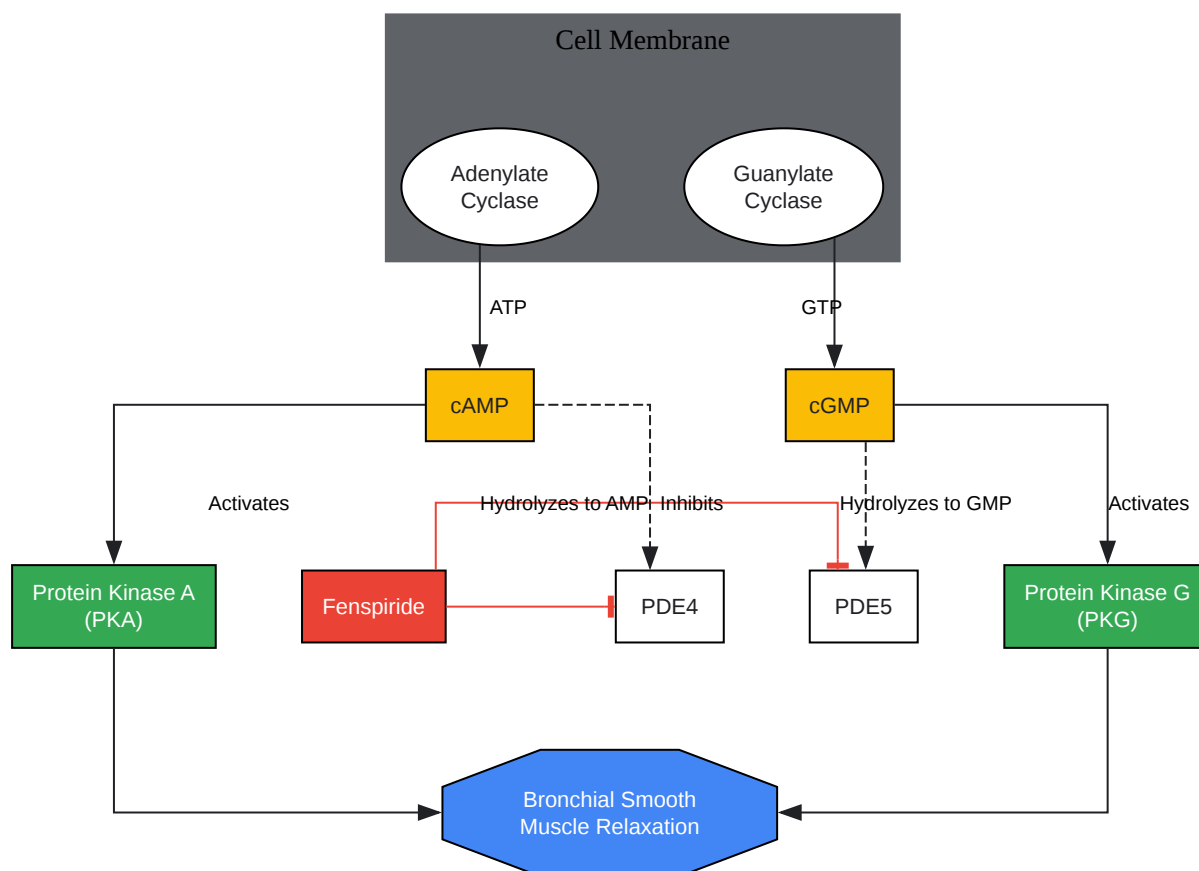 Cell Membrane
Adenylate
Cyclase
Guanylate
Cyclase
ATP
GTP
cAMP
cGMP
Activates
Hydrolyzes to AMP
Inhibits
Hydrolyzes to GMP
Activates
Protein Kinase A
(PKA)
Fenspiride
PDE4
PDE5
Protein Kinase G
(PKG)
Bronchial Smooth
Muscle Relaxation